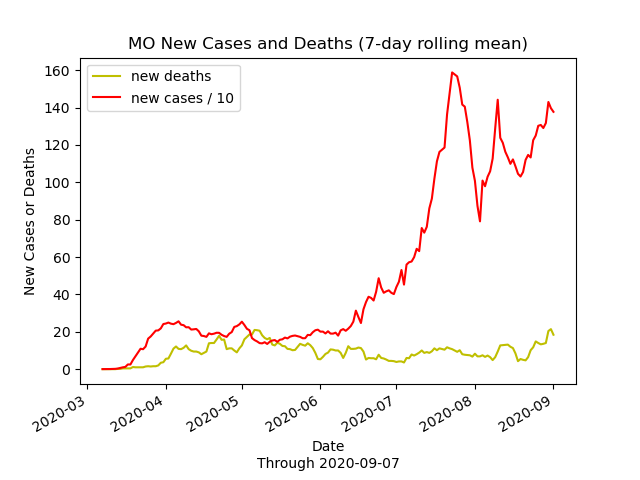 MO New Cases and Deaths (7-day rolling mean)
new deaths
new cases / 10
160
140
120
100
80
60
40
20
0
New Cases or Deaths
2020-03
2020-04
2020-05
2020-06
2020-07
2020-08
2020-09
Date
Through 2020-09-07